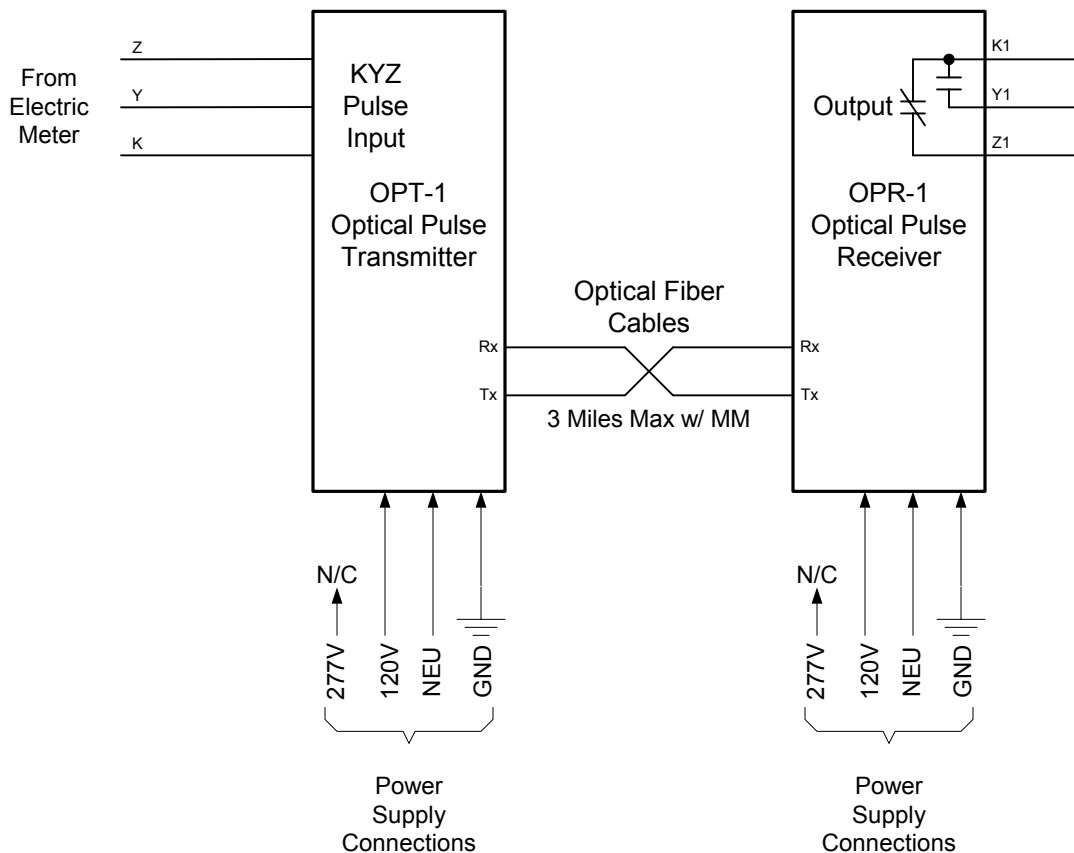 From
Electric
Meter
Z
Y
K
KYZ
Pulse
Input
OPT-1
Optical Pulse
Transmitter
Rx
Tx
Optical Fiber
Cables
3 Miles Max w/ MM
Output
K1
Y1
Z1
OPR-1
Optical Pulse
Receiver
Rx
Tx
N/C
277V
120V
NEU
GND
Power
Supply
Connections
N/C
277V
120V
NEU
GND
Power
Supply
Connections